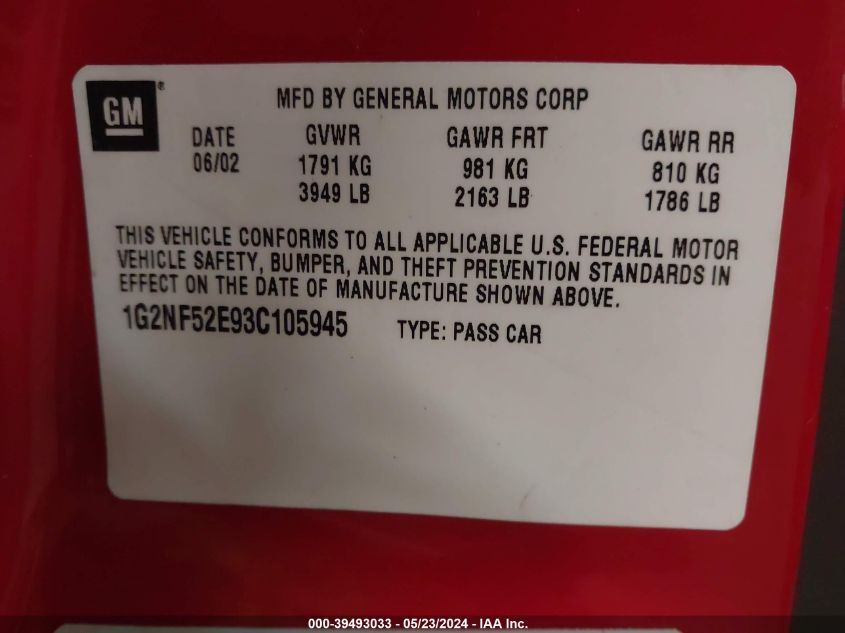 GM ®
MFD BY GENERAL MOTORS CORP
DATE GVWR GAWR FRT GAWR RR
06/02 1791 KG 981 KG 810 KG
3949 LB 2163 LB 1786 LB
THIS VEHICLE CONFORMS TO ALL APPLICABLE U.S. FEDERAL MOTOR
VEHICLE SAFETY, BUMPER, AND THEFT PREVENTION STANDARDS IN
EFFECT ON THE DATE OF MANUFACTURE SHOWN ABOVE.
1G2NF52E93C105945 TYPE: PASS CAR
000-39493033 - 05/23/2024 - IAA Inc.